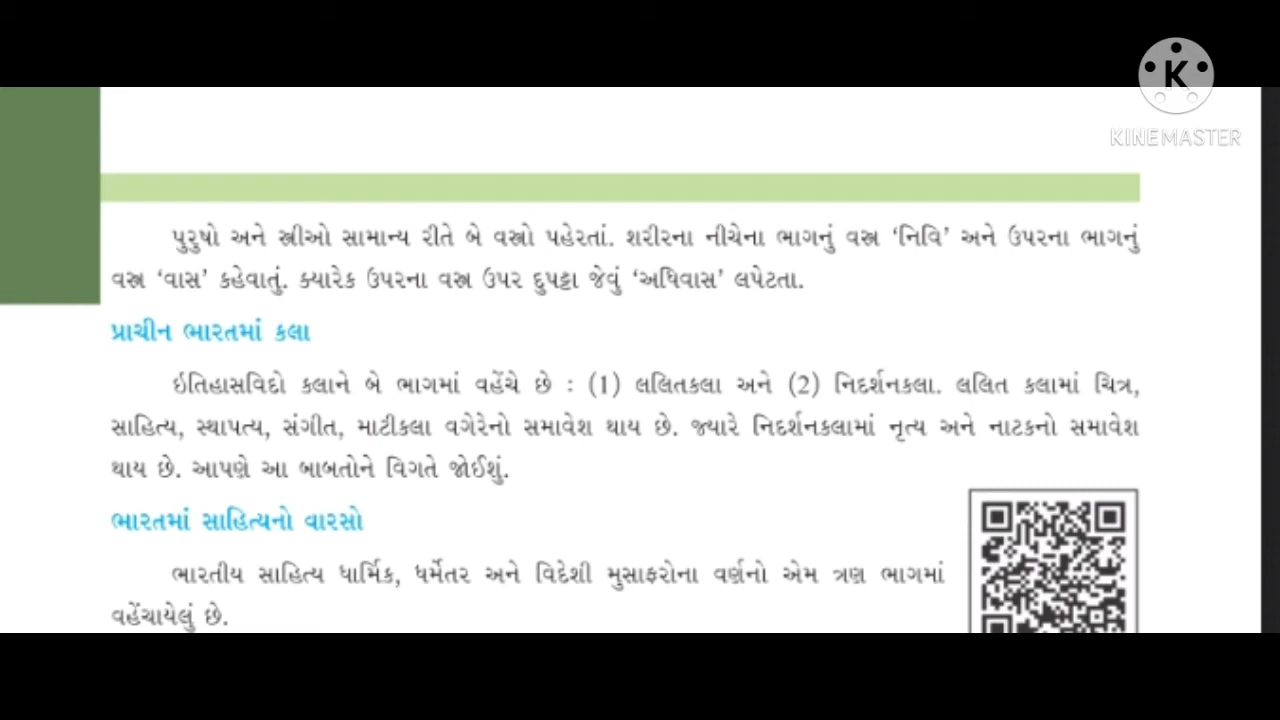 K
KINEMASTER
પુરુષો અને સ્ત્રીઓ સામાન્ય રીતે બે વસ્ત્રો પહેરતાં. શરીરના નીચેના ભાગનું વસ્ત્ર ‘નિવિ’ અને ઉપરના ભાગનું
વસ્ત્ર ‘વાસ’ કહેવાતું. ક્યારેક ઉપરના વસ્ત્ર ઉપર દુપટ્ટા જેવું ‘અધિવાસ’ લપેટતા.
પ્રાચીન ભારતમાં કલા
ઇતિહાસવિદો કલાને બે ભાગમાં વહેંચે છે : (1) લલિતકલા અને (2) નિદર્શનકલા. લલિત કલામાં ચિત્ર,
સાહિત્ય, સ્થાપત્ય, સંગીત, માટીકલા વગેરેનો સમાવેશ થાય છે. જ્યારે નિદર્શનકલામાં નૃત્ય અને નાટકનો સમાવેશ
થાય છે. આપણે આ બાબતોને વિગતે જોઈશું.
ભારતમાં સાહિત્યનો વારસો
ભારતીય સાહિત્ય ધાર્મિક, ધર્મેતર અને વિદેશી મુસાફરોના વર્ણનો એમ ત્રણ ભાગમાં
વહેંચાયેલું છે.